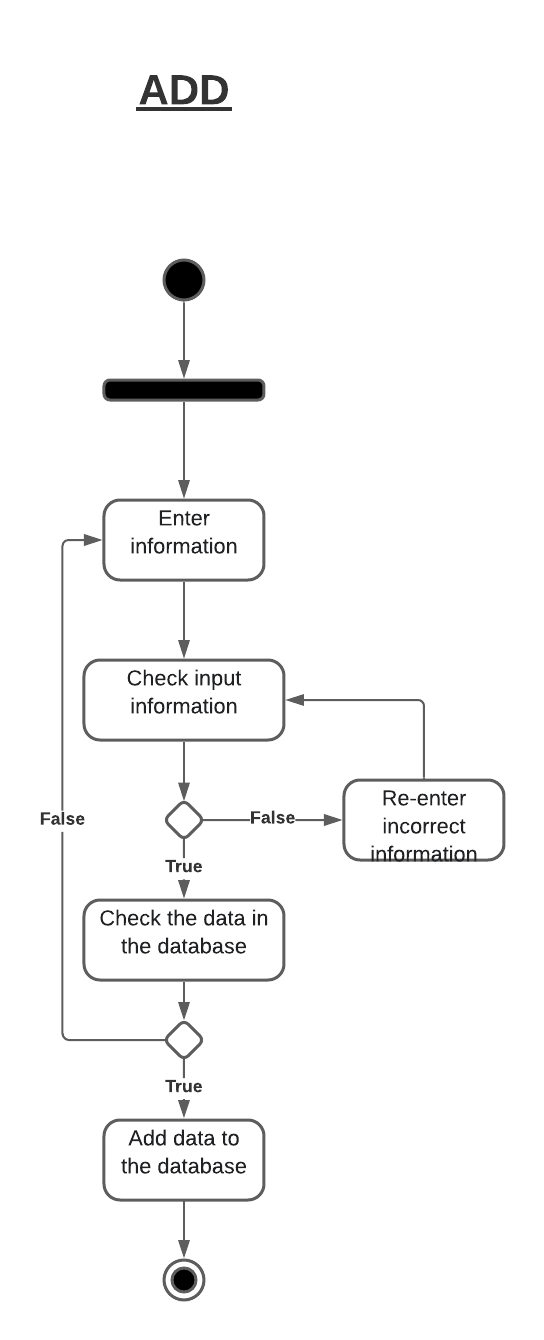 ADD
Enter
information
Check input
information
False
False
Re-enter
incorrect
information
True
Check the data in
the database
True
Add data to
the database